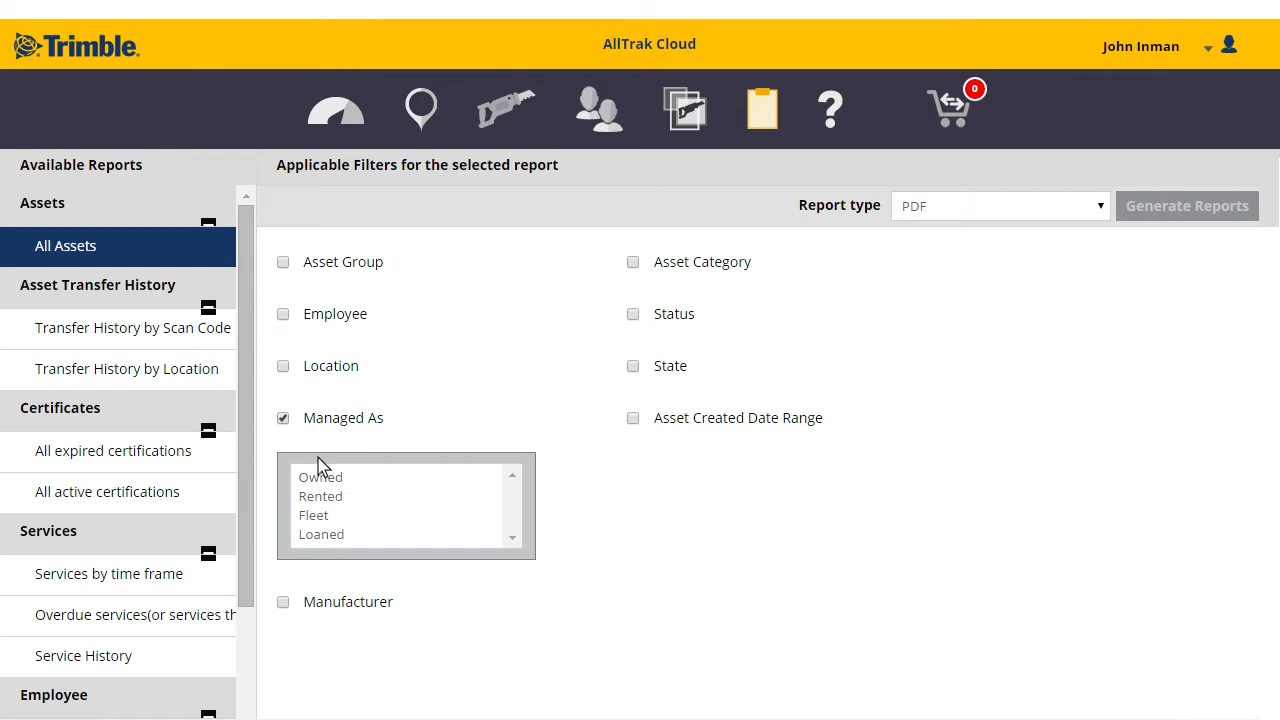 Trimble.
AllTrak Cloud
John Inman
0
Available Reports
Applicable Filters for the selected report
Assets
Report type
PDF
Generate Reports
All Assets
Asset Group
Asset Category
Asset Transfer History
Employee
Status
Transfer History by Scan Code
Location
State
Transfer History by Location
Certificates
Managed As
Asset Created Date Range
All expired certifications
Owned
Rented
Fleet
Loaned
All active certifications
Services
Services by time frame
Manufacturer
Overdue services(or services th
Service History
Employee